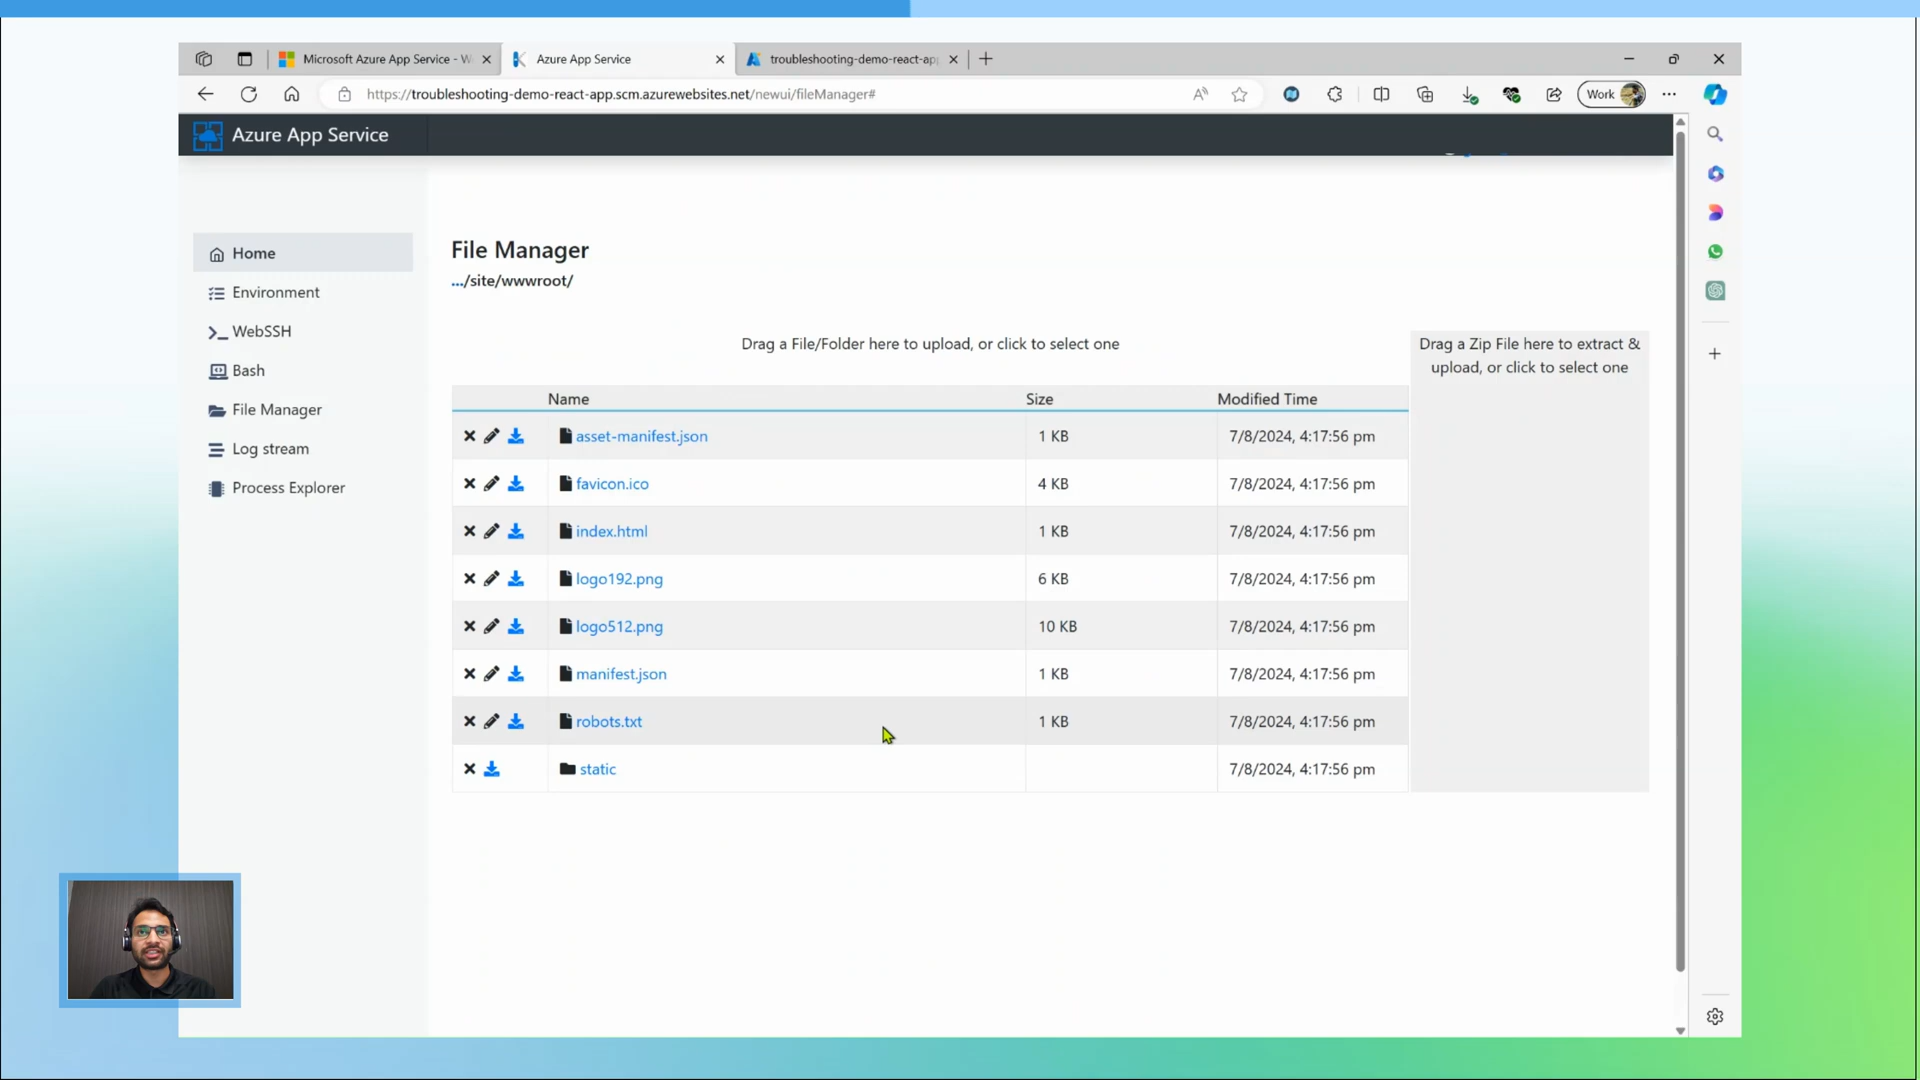 Microsoft Azure App Service - W
Azure App Service
troubleshooting-demo-react-app
https://troubleshooting-demo-react-app.scm.azurewebsites.net/newui/fileManager#
Work
Azure App Service
Home
Environment
WebSSH
Bash
File Manager
Log stream
Process Explorer
File Manager
.../site/wwwroot/
Drag a File/Folder here to upload, or click to select one
Drag a Zip File here to extract &
upload, or click to select one
Name Size Modified Time
asset-manifest.json 1 KB 7/8/2024, 4:17:56 pm
favicon.ico 4 KB 7/8/2024, 4:17:56 pm
index.html 1 KB 7/8/2024, 4:17:56 pm
logo192.png 6 KB 7/8/2024, 4:17:56 pm
logo512.png 10 KB 7/8/2024, 4:17:56 pm
manifest.json 1 KB 7/8/2024, 4:17:56 pm
robots.txt 1 KB 7/8/2024, 4:17:56 pm
static 7/8/2024, 4:17:56 pm